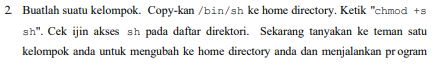 2. Buatlah suatu kelompok. Copy-kan /bin/sh ke home directory. Ketik "chmod +s
sh". Cek ijin akses sh pada daftar direktori. Sekarang tanyakan ke teman satu
kelompok anda untuk mengubah ke home directory anda dan menjalankan program